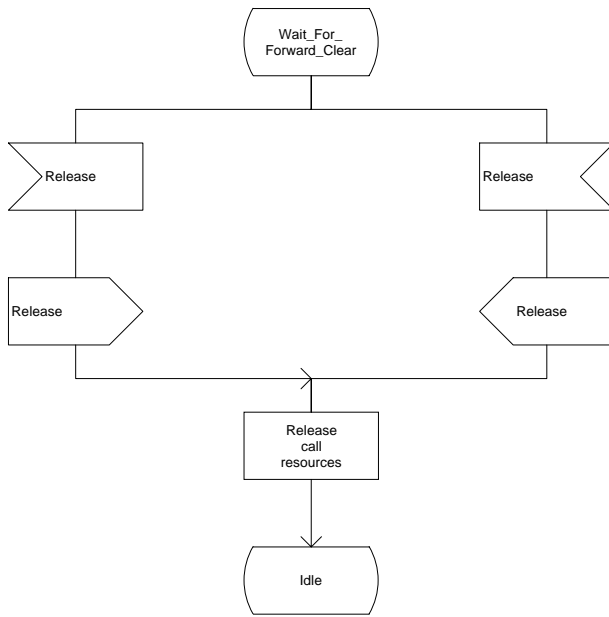 Wait_For_
Forward_Clear
Release
Release
Release
Release
Release
call
resources
Idle